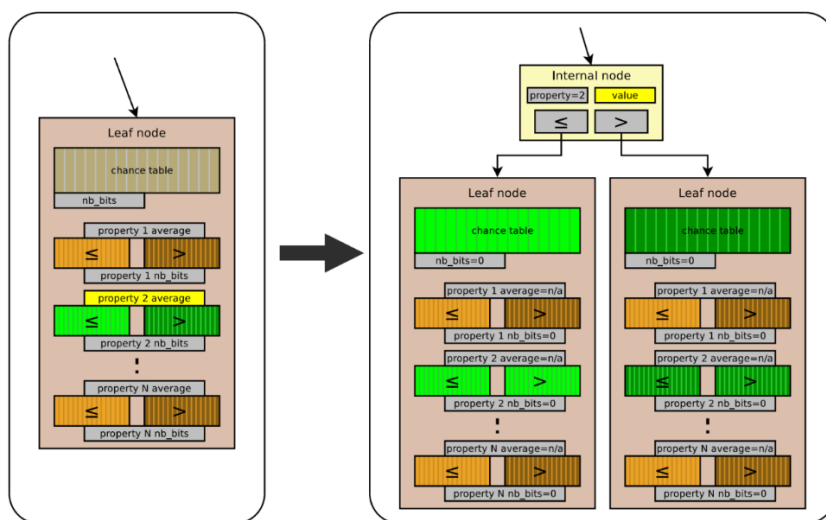 Leaf node
chance table
nb_bits
property 1 average
≤ >
property 1 nb_bits
property 2 average
≤ >
property 2 nb_bits
:
property N average
≤ >
property N nb_bits
Internal node
property=2 value
≤ >
Leaf node
chance table
nb_bits=0
property 1 average=n/a
≤ >
property 1 nb_bits=0
property 2 average=n/a
≤ >
property 2 nb_bits=0
:
property N average=n/a
≤ >
property N nb_bits=0
Leaf node
chance table
nb_bits=0
property 1 average=n/a
≤ >
property 1 nb_bits=0
property 2 average=n/a
≤ >
property 2 nb_bits=0
:
property N average=n/a
≤ >
property N nb_bits=0